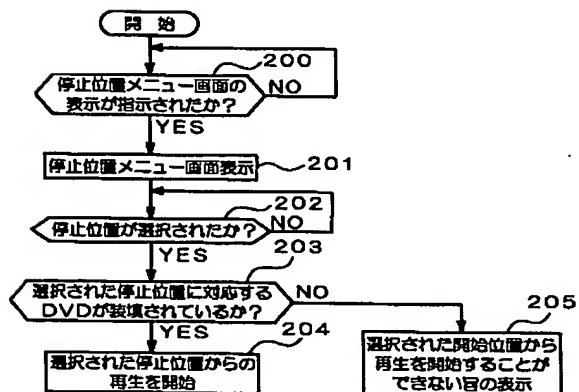 開始
200
停止位置メニュー画面の
表示が指示されたか?
NO
YES
停止位置メニュー画面表示
201
202
停止位置が選択されたか?
NO
YES
203
選択された停止位置に対応する
DVDが装填されているか?
NO
YES
204
選択された停止位置からの
再生を開始
205
選択された開始位置から
再生を開始することが
できない旨の表示